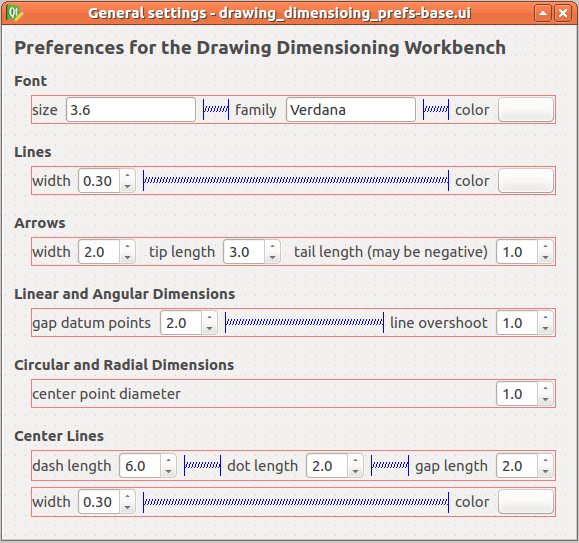 General settings - drawing_dimensioing_prefs-base.ui
Preferences for the Drawing Dimensioning Workbench
Font
size 3.6 family Verdana color
Lines
width 0.30 color
Arrows
width 2.0 tip length 3.0 tail length (may be negative) 1.0
Linear and Angular Dimensions
gap datum points 2.0 line overshoot 1.0
Circular and Radial Dimensions
center point diameter 1.0
Center Lines
dash length 6.0 dot length 2.0 gap length 2.0
width 0.30 color